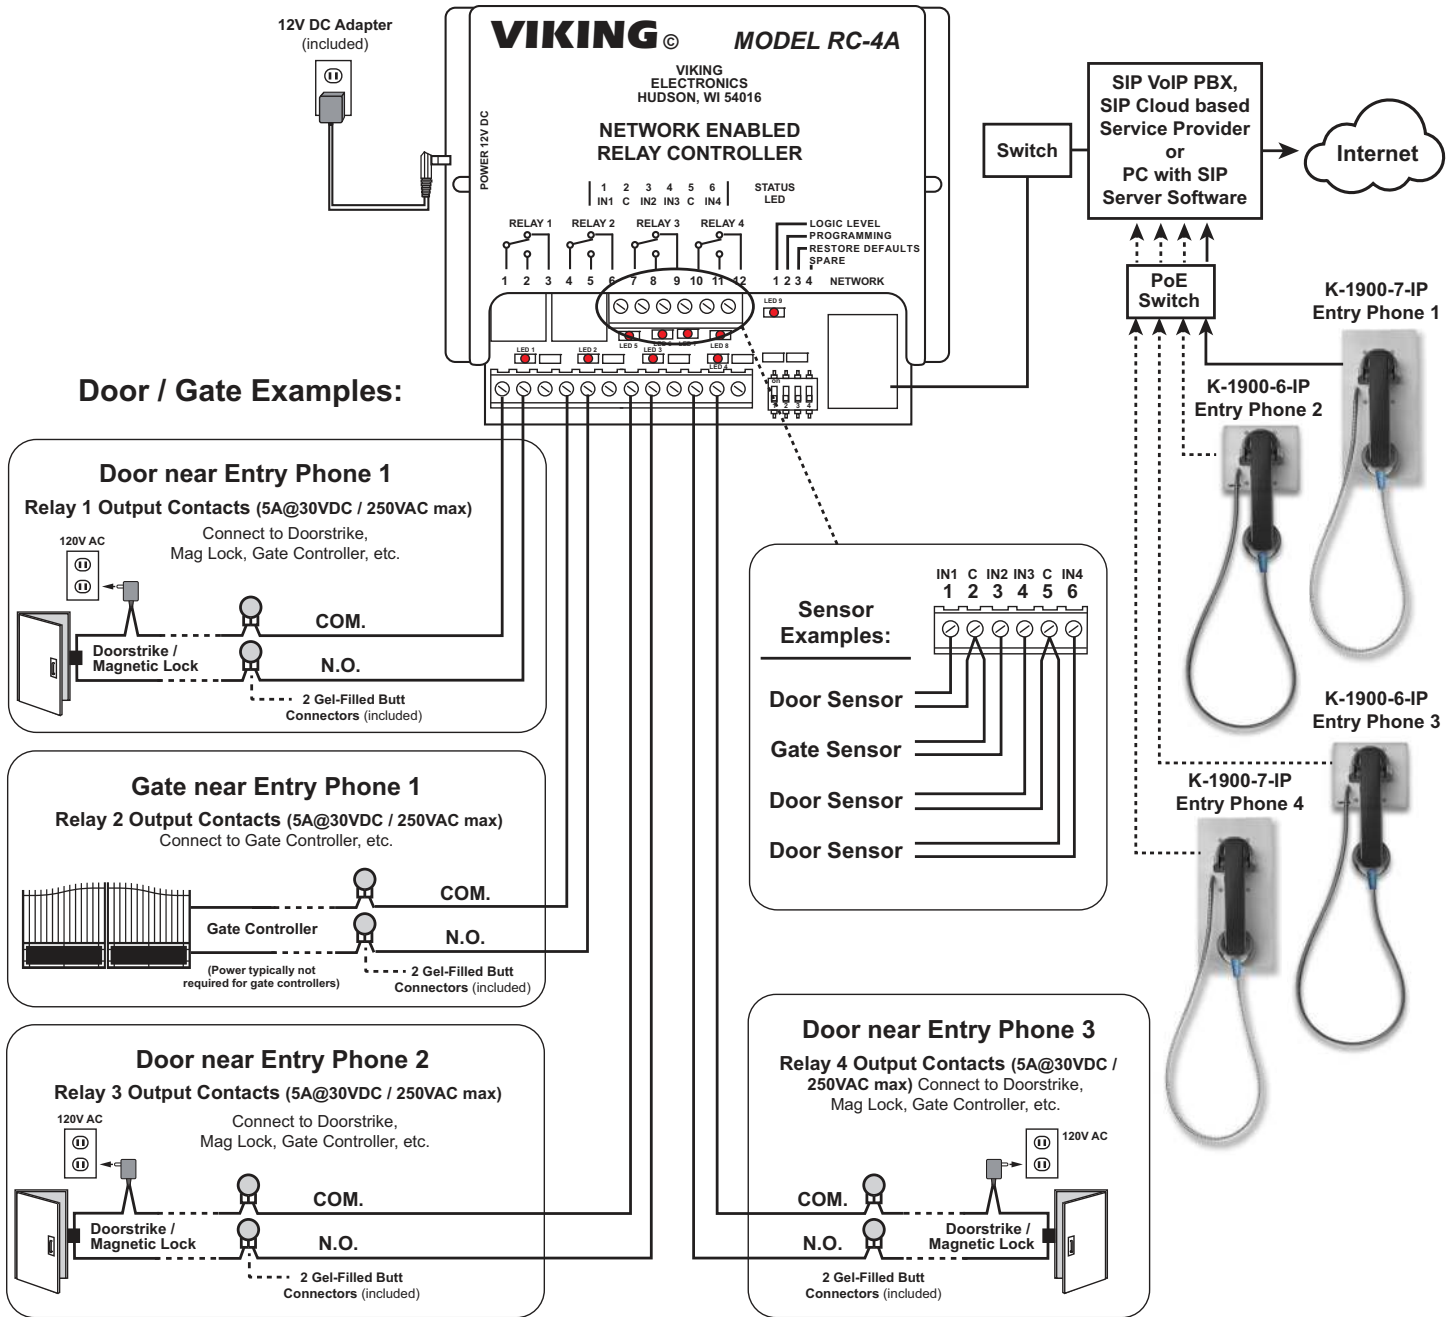 12V DC Adapter
(included)
VIKING © MODEL RC-4A
VIKING
ELECTRONICS
HUDSON, WI 54016
NETWORK ENABLED
RELAY CONTROLLER
POWER 12V DC
1 2 3 4 5 6
IN1 C IN2 IN3 C IN4
STATUS
LED
RELAY 1 RELAY 2 RELAY 3 RELAY 4
LOGIC LEVEL
PROGRAMMING
RESTORE DEFAULTS
SPARE
1 2 3 4 5 6 7 8 9 10 11 12 1 2 3 4 NETWORK
LED 9
LED 5 LED 8
LED 1 LED 2 LED 3 LED 4
on
1 2 3 4
Switch
SIP VoIP PBX,
SIP Cloud based
Service Provider
or
PC with SIP
Server Software
Internet
PoE
Switch
K-1900-7-IP
Entry Phone 1
K-1900-6-IP
Entry Phone 2
K-1900-6-IP
Entry Phone 3
K-1900-7-IP
Entry Phone 4
Door / Gate Examples:
Door near Entry Phone 1
Relay 1 Output Contacts (5A@30VDC / 250VAC max)
Connect to Doorstrike,
Mag Lock, Gate Controller, etc.
120V AC
COM.
Doorstrike /
Magnetic Lock
N.O.
2 Gel-Filled Butt
Connectors (included)
Gate near Entry Phone 1
Relay 2 Output Contacts (5A@30VDC / 250VAC max)
Connect to Gate Controller, etc.
COM.
Gate Controller
N.O.
(Power typically not
required for gate controllers)
2 Gel-Filled Butt
Connectors (included)
Door near Entry Phone 2
Relay 3 Output Contacts (5A@30VDC / 250VAC max)
Connect to Doorstrike,
Mag Lock, Gate Controller, etc.
120V AC
COM.
Doorstrike /
Magnetic Lock
N.O.
2 Gel-Filled Butt
Connectors (included)
IN1 C IN2 IN3 C IN4
1 2 3 4 5 6
Sensor
Examples:
Door Sensor
Gate Sensor
Door Sensor
Door Sensor
Door near Entry Phone 3
Relay 4 Output Contacts (5A@30VDC /
250VAC max) Connect to Doorstrike,
Mag Lock, Gate Controller, etc.
120V AC
COM.
Doorstrike /
Magnetic Lock
N.O.
2 Gel-Filled Butt
Connectors (included)